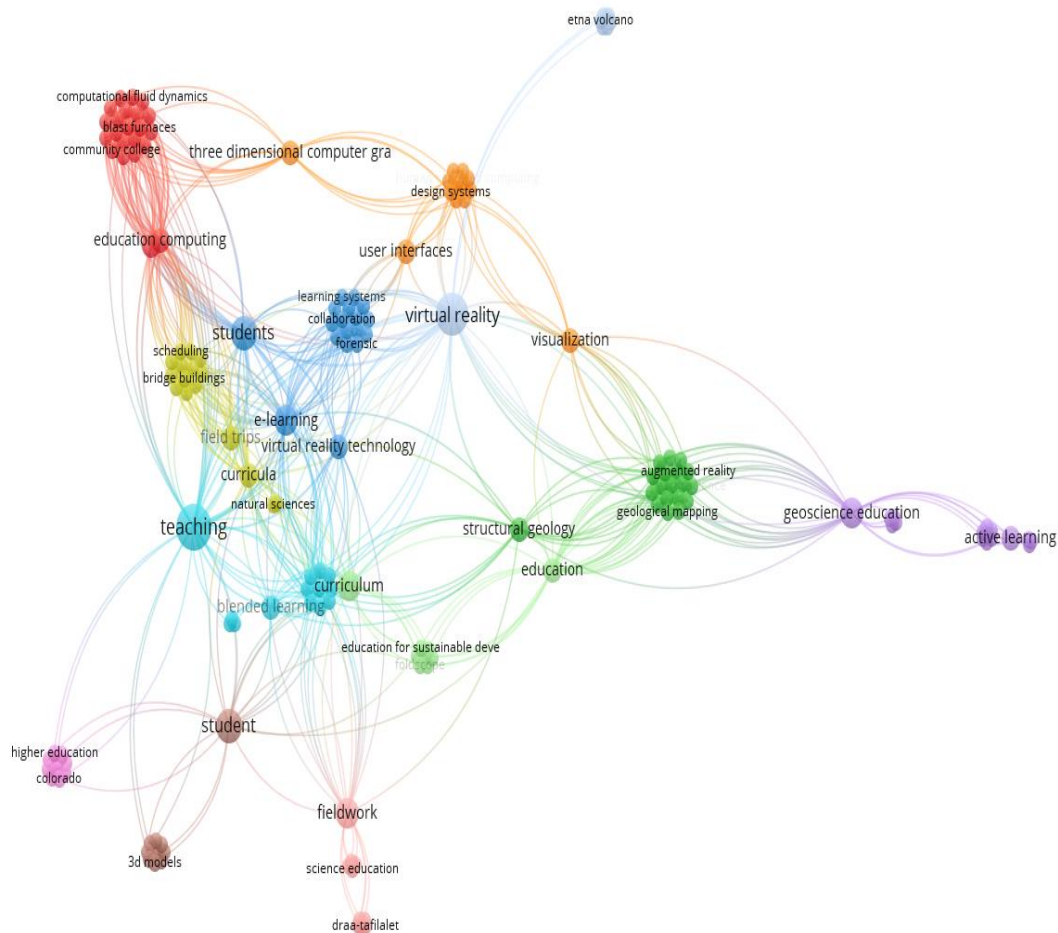 etna volcano
computational fluid dynamics
blast furnaces
community college
three dimensional computer gra
design systems
education computing
user interfaces
learning systems
virtual reality
collaboration
students
visualization
forensic
scheduling
bridge buildings
e-learning
field trips
virtual reality technology
curricula
augmented reality
natural sciences
geological mapping
geoscience education
teaching
structural geology
active learning
education
curriculum
blended learning
education for sustainable deve
foldscope
student
higher education
colorado
fieldwork
3d models
science education
draa-tafilalet